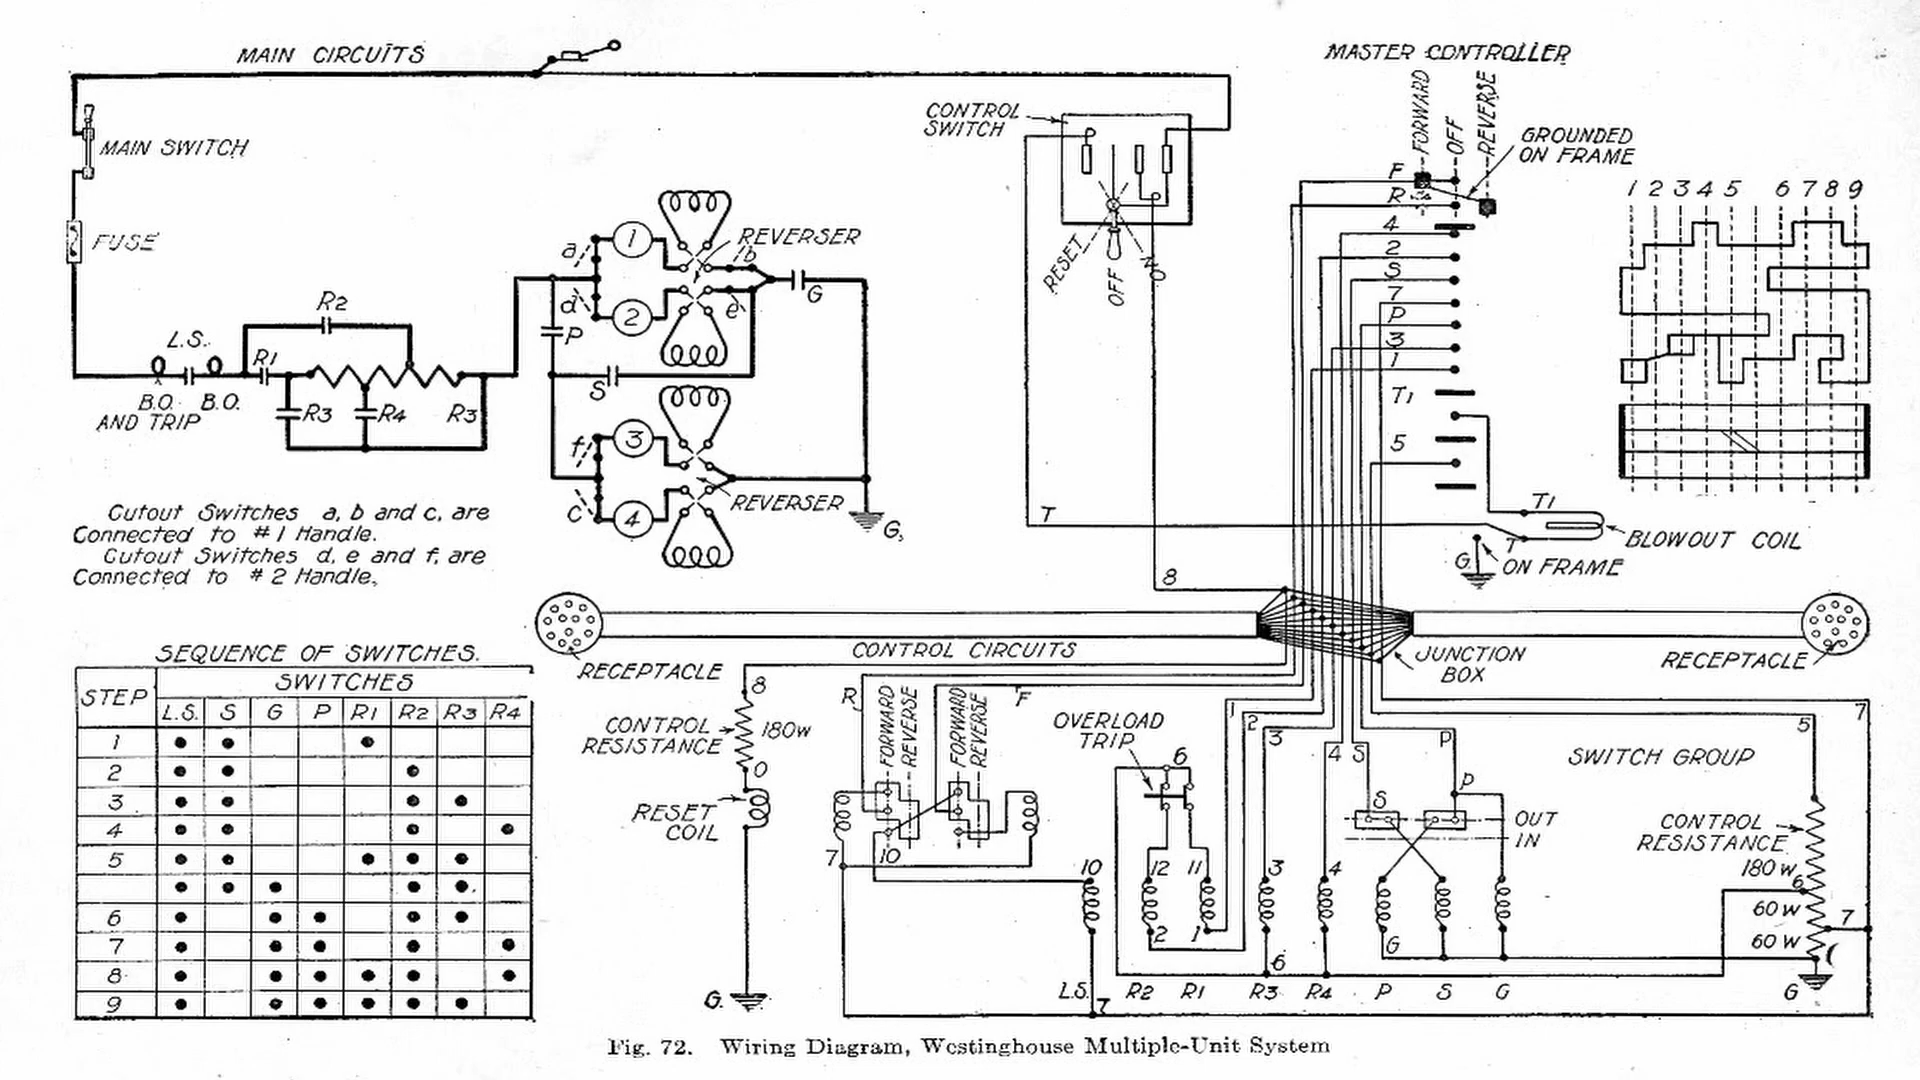 MAIN CIRCUITS
MAIN SWITCH
FUSE
L.S.
R2
R1
B.O.
B.O.
AND TRIP
R3
R4
R3
a
1
d
2
P
S
REVERSER
b
e
G
f
3
c
4
REVERSER
G.
Cutout Switches a, b and c, are
Connected to #1 Handle.
Cutout Switches d, e and f, are
Connected to #2 Handle,
CONTROL
SWITCH
RESET
OFF
NO
T
8
MASTER CONTROLLER
FORWARD
OFF
REVERSE
GROUNDED
ON FRAME
F
R
4
2
S
7
P
3
1
T1
5
1 2 3 4 5 6 7 8 9
T1
T
BLOWOUT COIL
G
ON FRAME
RECEPTACLE
CONTROL CIRCUITS
JUNCTION
BOX
RECEPTACLE
SEQUENCE OF SWITCHES.
STEP
SWITCHES
L.S. S G P R1 R2 R3 R4
1
2
3
4
5
6
7
8
9
8
CONTROL
RESISTANCE
180w
0
RESET
COIL
G.
R
FORWARD
REVERSE
FORWARD
REVERSE
F
7
10
OVERLOAD
TRIP
6
1
2
3
4
S
P
5
7
SWITCH GROUP
S
P
OUT
IN
CONTROL
RESISTANCE
180w
6
60w
7
60w
10
12
11
3
4
2
1
6
G
L.S.
7
R2
R1
R3
R4
P
S
G
G
Fig. 72. Wiring Diagram, Westinghouse Multiple-Unit System